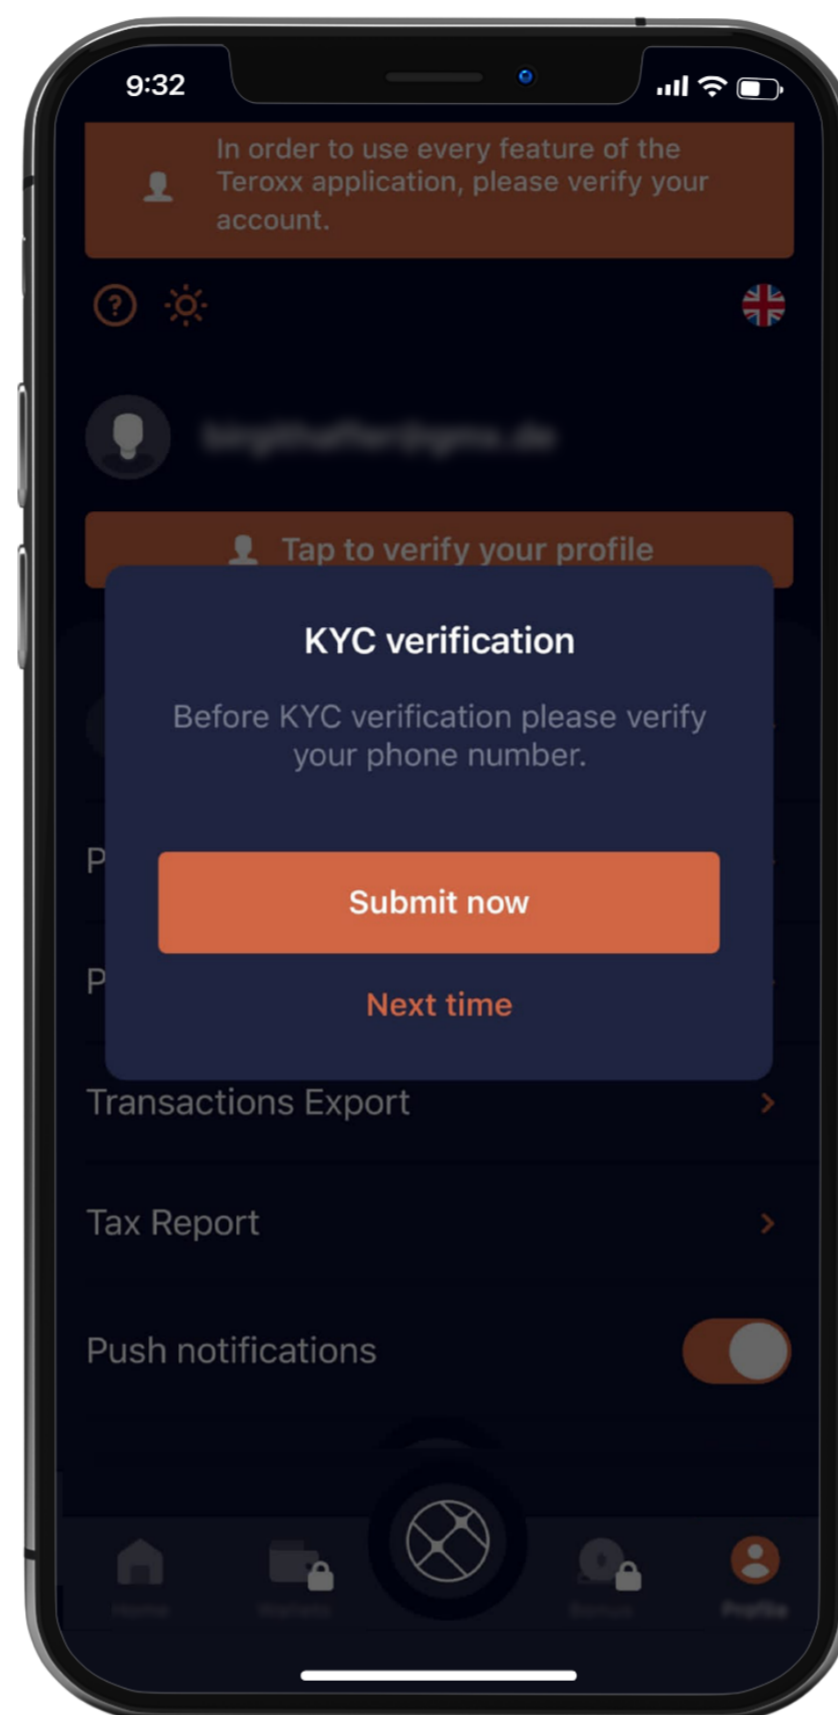 9:32
In order to use every feature of the
Teroxx application, please verify your
account.
Tap to verify your profile
KYC verification
Before KYC verification please verify
your phone number.
Submit now
P
P
Next time
Transactions Export
Tax Report
Push notifications
Profile